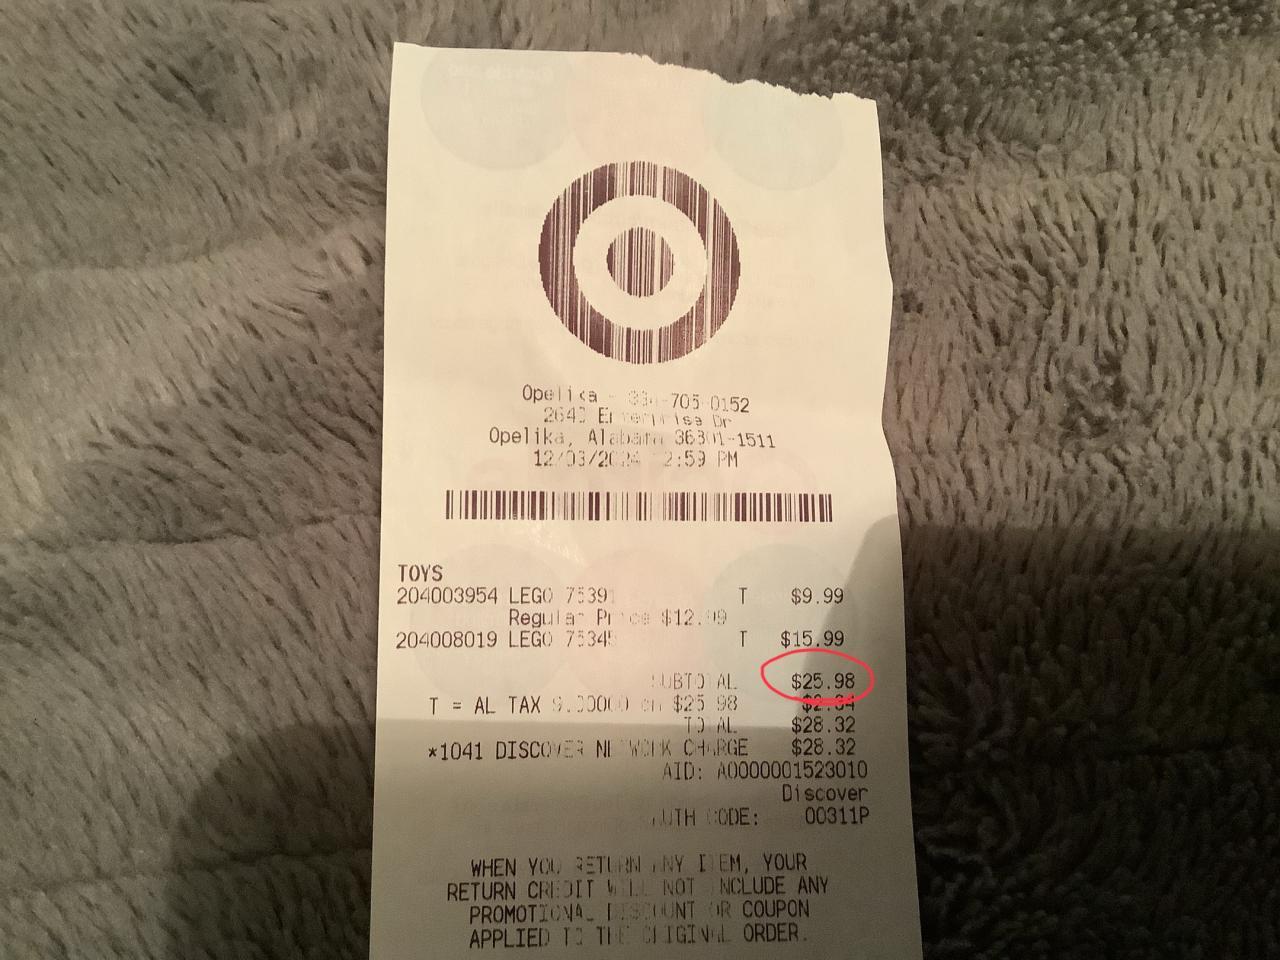 Opelika - 334-705-0152
Enterprise Dr
Opelika, Alabama 36801-1511
12/03/2024 2:59 PM
TOYS
204003954 LEGO 75391 T $9.99
Regular Price $12.99
204008019 LEGO 75345 T $15.99
SUBTOTAL $25.98
T = AL TAX 9.00000 on $25.98 $2.34
TOTAL $28.32
*1041 DISCOVER NETWORK CHARGE $28.32
AID: A0000001523010
Discover
AUTH CODE: 00311P
WHEN YOU RETURN ANY ITEM, YOUR
RETURN CREDIT WILL NOT INCLUDE ANY
PROMOTIONAL DISCOUNT OR COUPON
APPLIED TO THE ORIGINAL ORDER.